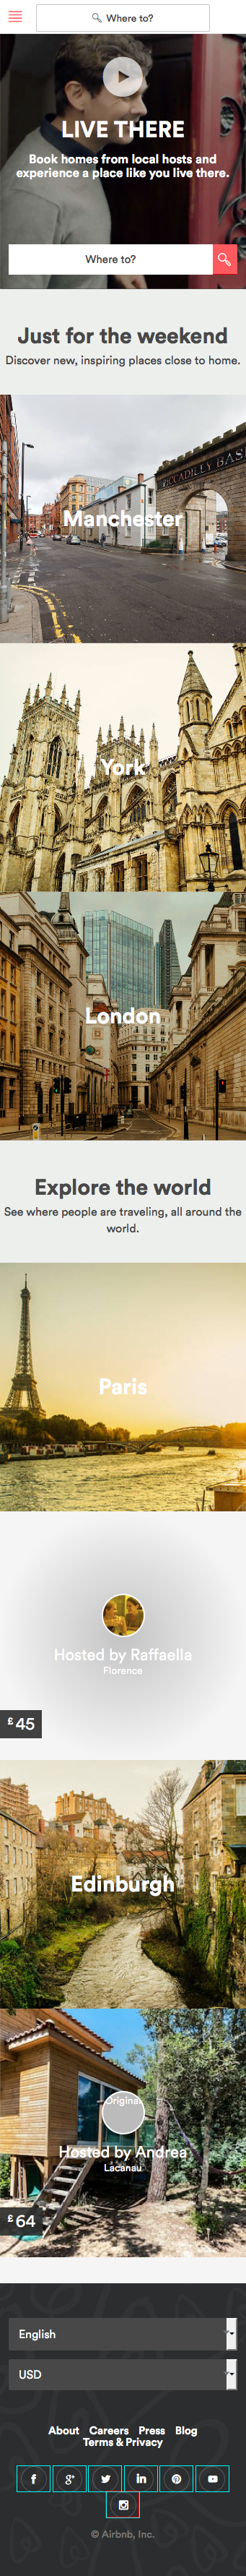 Where to?
LIVE THERE
Book homes from local hosts and
experience a place like you live there.
Where to?
Just for the weekend
Discover new, inspiring places close to home.
PICCADILLY BAS
Manchester
York
London
Explore the world
See where people are traveling, all around the
world.
Paris
Hosted by Raffaella
Florence
£45
Edinburgh
Original
Hosted by Andrea
Lacanau
£64
English
USD
About Careers Press Blog
Terms & Privacy
© Airbnb, Inc.